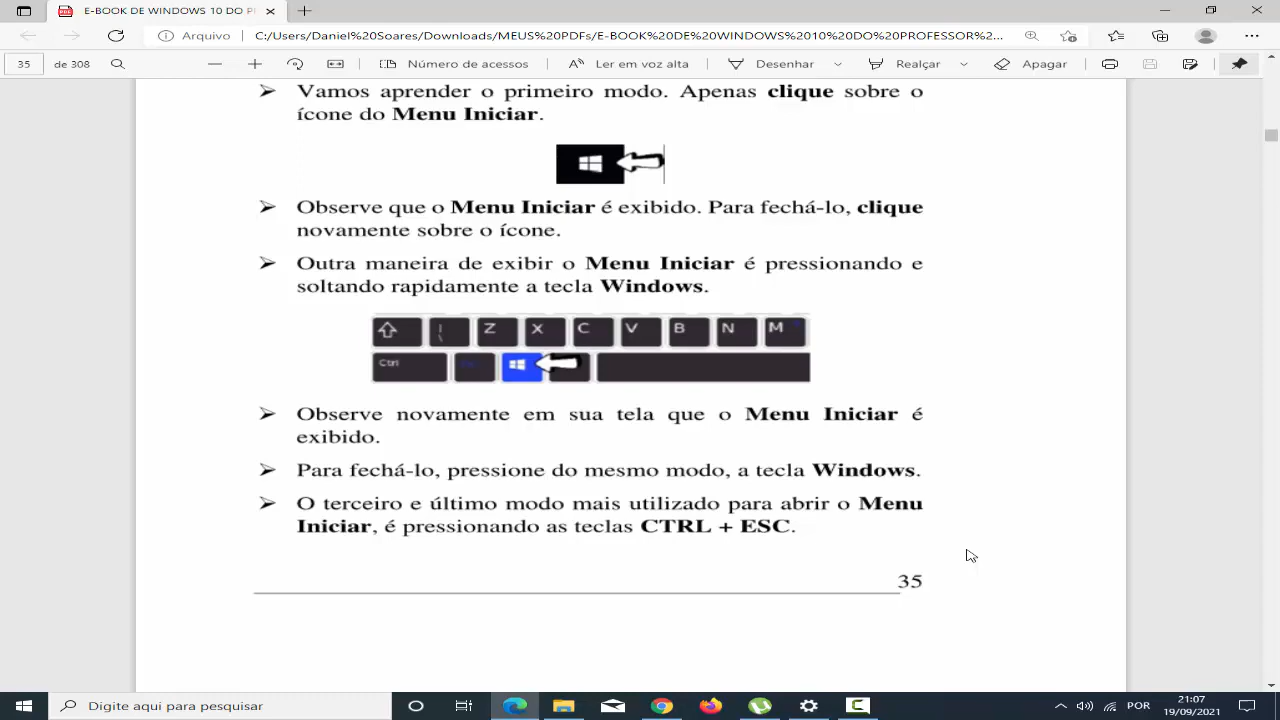 E-BOOK DE WINDOWS 10 DO PI
Arquivo C:/Users/Daniel%20Soares/Downloads/MEUS%20PDFs/E-BOOK%20DE%20WINDOWS%2010%20DO%20PROFESSOR%2...
35 de 308 Número de acessos Ler em voz alta Desenhar Realçar Apagar
Vamos aprender o primeiro modo. Apenas clique sobre o
ícone do Menu Iniciar.
Observe que o Menu Iniciar é exibido. Para fechá-lo, clique
novamente sobre o ícone.
Outra maneira de exibir o Menu Iniciar é pressionando e
soltando rapidamente a tecla Windows.
| \ Z X C V B N M
Ctrl
Observe novamente em sua tela que o Menu Iniciar é
exibido.
Para fechá-lo, pressione do mesmo modo, a tecla Windows.
O terceiro e último modo mais utilizado para abrir o Menu
Iniciar, é pressionando as teclas CTRL + ESC.
35
Digite aqui para pesquisar POR 21:07
19/09/2021